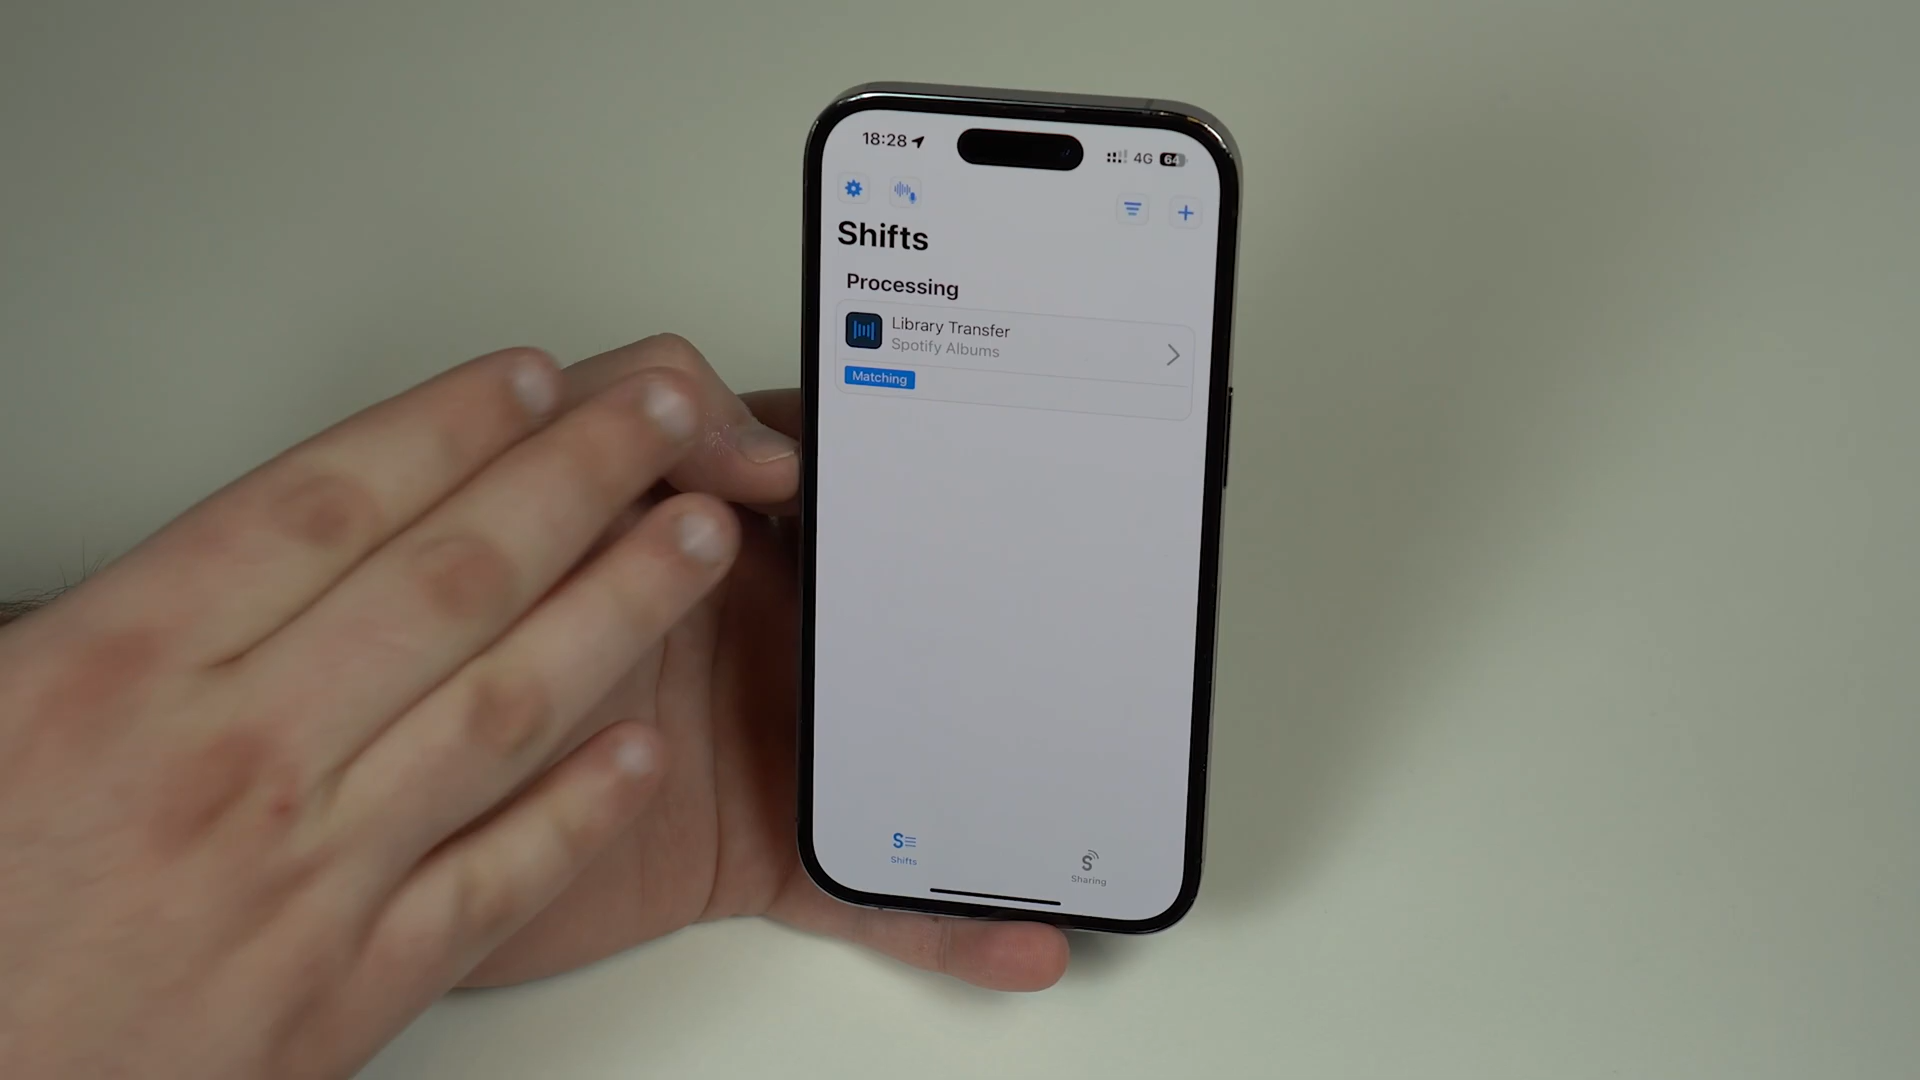 18:28
4G 64
Shifts
Processing
Library Transfer
Spotify Albums
Matching
Shifts
Sharing